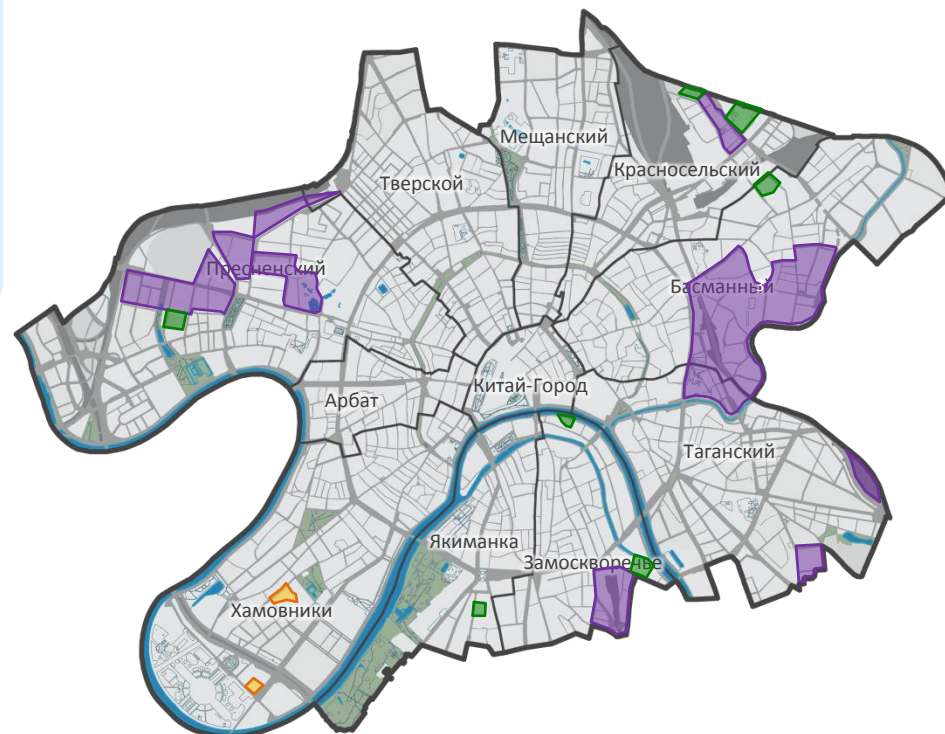 Мещанский
Красносельский
Тверской
Пресненский
Басманный
Китай-Город
Арбат
Таганский
Якиманка
Замоскворечье
Хамовники